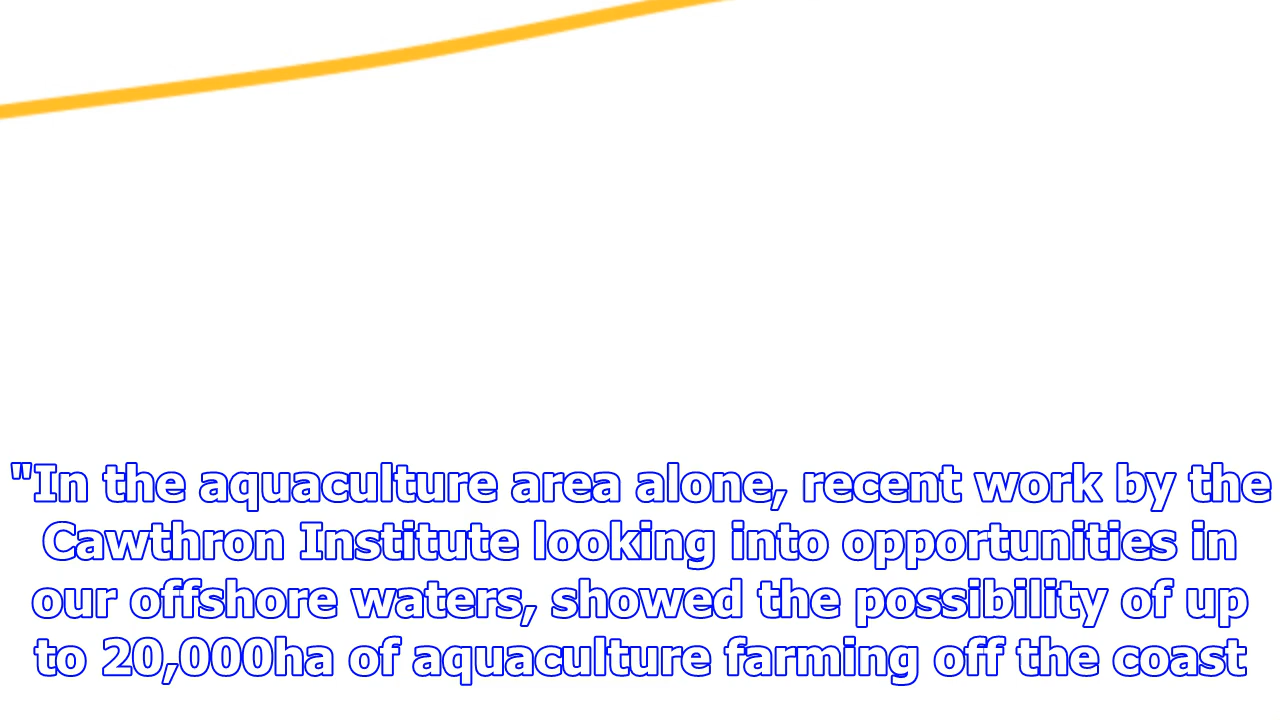 "In the aquaculture area alone, recent work by the
Cawthron Institute looking into opportunities in
our offshore waters, showed the possibility of up
to 20,000ha of aquaculture farming off the coast